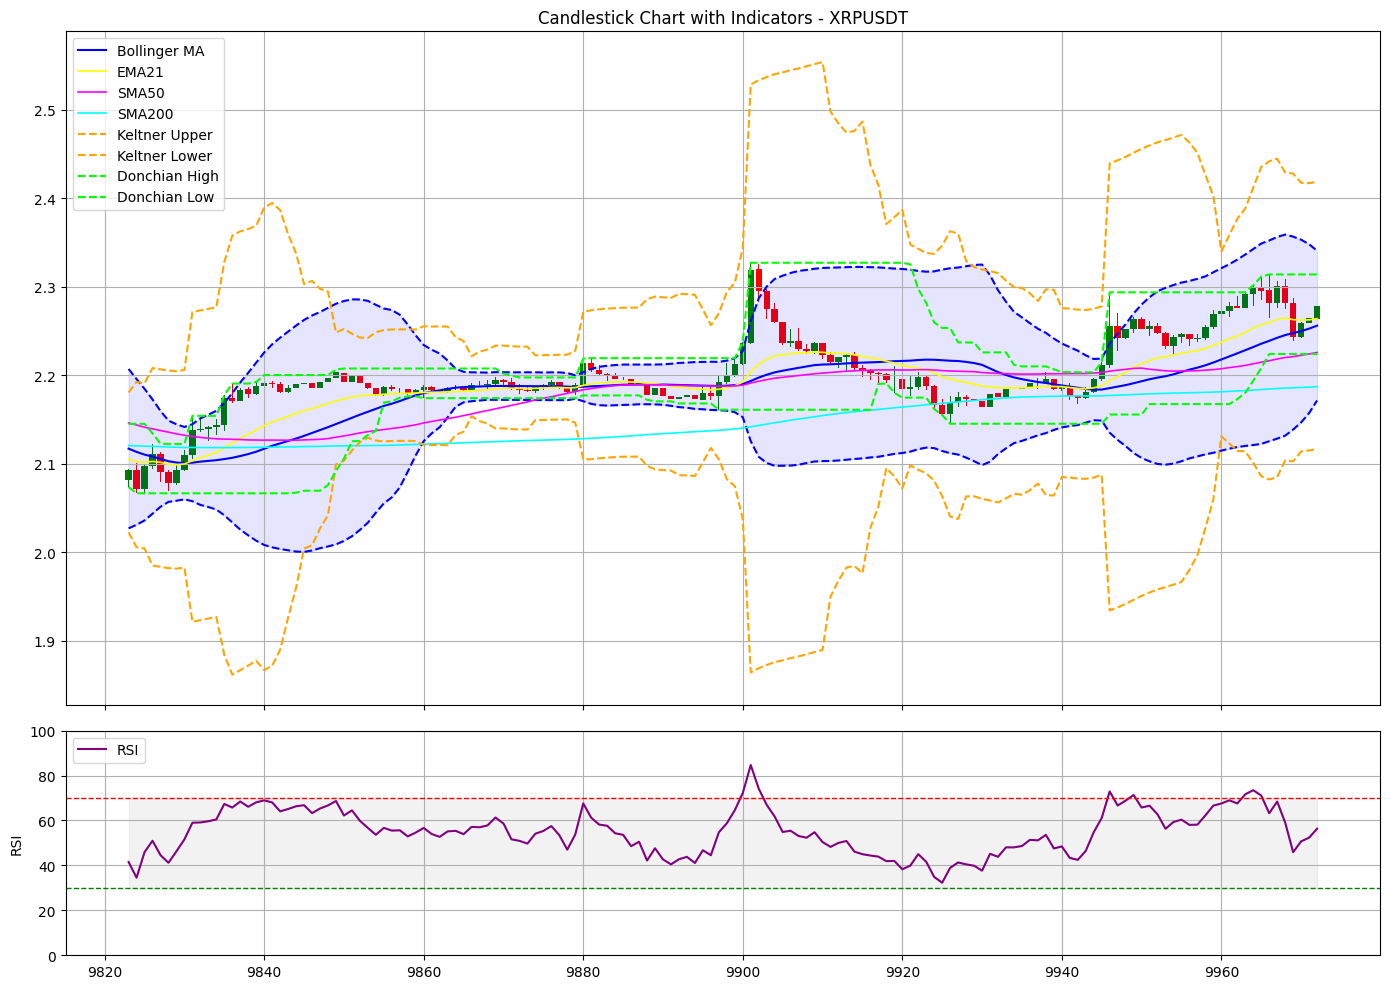 Candlestick Chart with Indicators - XRPUSDT
Bollinger MA
EMA21
SMA50
SMA200
Keltner Upper
Keltner Lower
Donchian High
Donchian Low
2.5
2.4
2.3
2.2
2.1
2.0
1.9
RSI
100
80
60
40
20
0
RSI
9820 9840 9860 9880 9900 9920 9940 9960